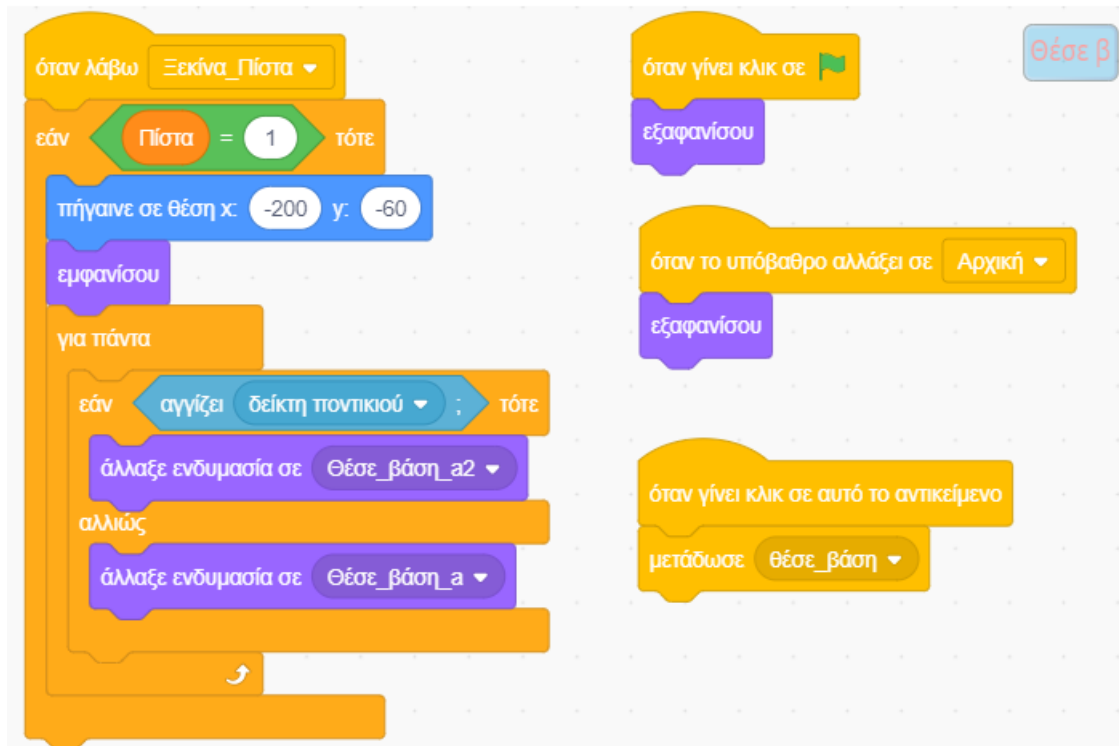 όταν λάβω Ξεκίνα_Πίστα
εάν Πίστα = 1 τότε
πήγαινε σε θέση x: -200 y: -60
εμφανίσου
για πάντα
εάν αγγίζει δείκτη ποντικιού ; τότε
άλλαξε ενδυμασία σε Θέσε_βάση_a2
αλλιώς
άλλαξε ενδυμασία σε Θέσε_βάση_a
όταν γίνει κλικ σε
εξαφανίσου
όταν το υπόβαθρο αλλάξει σε Αρχική
εξαφανίσου
όταν γίνει κλικ σε αυτό το αντικείμενο
μετάδωσε θέσε_βάση
Θέσε β